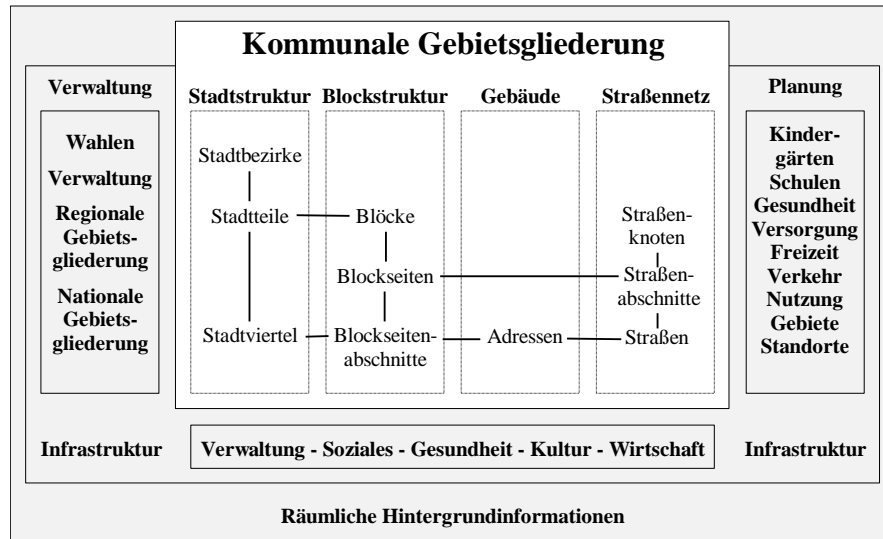 Kommunale Gebietsgliederung
Verwaltung
Wahlen
Verwaltung
Regionale
Gebiets-
gliederung
Nationale
Gebiets-
gliederung
Stadtstruktur
Stadtbezirke
Stadtteile
Stadtviertel
Blockstruktur
Blöcke
Blockseiten
Blockseiten-
abschnitte
Gebäude
Adressen
Straßennetz
Straßen-
knoten
Straßen-
abschnitte
Straßen
Planung
Kinder-
gärten
Schulen
Gesundheit
Versorgung
Freizeit
Verkehr
Nutzung
Gebiete
Standorte
Infrastruktur
Verwaltung - Soziales - Gesundheit - Kultur - Wirtschaft
Infrastruktur
Räumliche Hintergrundinformationen